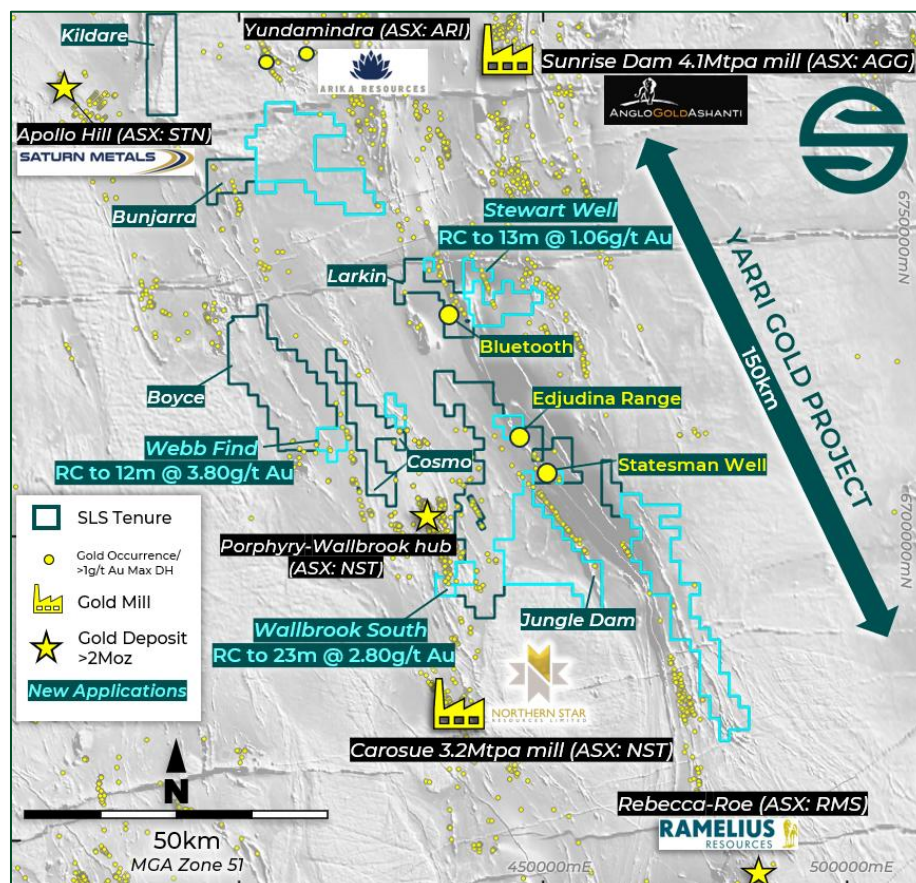 Kildare
Yundamindra (ASX: ARI)
ARIKA RESOURCES
Sunrise Dam 4.1Mtpa mill (ASX: AGG)
ANGLOGOLDASHANTI
Apollo Hill (ASX: STN)
SATURN METALS
Bunjarra
Stewart Well
RC to 13m @ 1.06g/t Au
6750000mN
Larkin
Bluetooth
YARRI GOLD PROJECT
150km
Boyce
Edjudina Range
Webb Find
RC to 12m @ 3.80g/t Au
Cosmo
Statesman Well
SLS Tenure
Gold Occurrence/
>1g/t Au Max DH
Gold Mill
Gold Deposit
>2Moz
New Applications
Porphyry-Wallbrook hub
(ASX: NST)
6700000mN
Jungle Dam
Wallbrook South
RC to 23m @ 2.80g/t Au
NORTHERN STAR
RESOURCES LIMITED
Carosue 3.2Mtpa mill (ASX: NST)
N
50km
MGA Zone 51
Rebecca-Roe (ASX: RMS)
RAMELIUS
RESOURCES
450000mE
500000mE